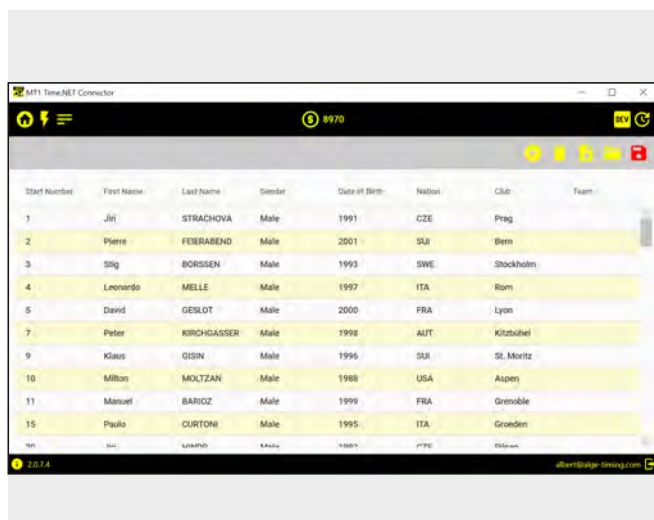 MT1 Time.NET Connector
8970
DEV
Start Number First Name Last Name Gender Date of Birth Nation Club Team
1 Jiri STRACHOVA Male 1991 CZE Prag
2 Pierre FEIERABEND Male 2001 SUI Bern
3 Stig BORSSEN Male 1993 SWE Stockholm
4 Leonardo MELLE Male 1997 ITA Rom
5 David GESLOT Male 2000 FRA Lyon
7 Peter KIRCHGASSER Male 1998 AUT Kitzbühel
9 Klaus GISIN Male 1996 SUI St. Moritz
10 Milton MOLTZAN Male 1988 USA Aspen
11 Manuel BARIOZ Male 1999 FRA Grenoble
15 Paulo CURTONI Male 1995 ITA Groeden
20 Jiri Male CZE
2.0.7.4 albert@alge-timing.com